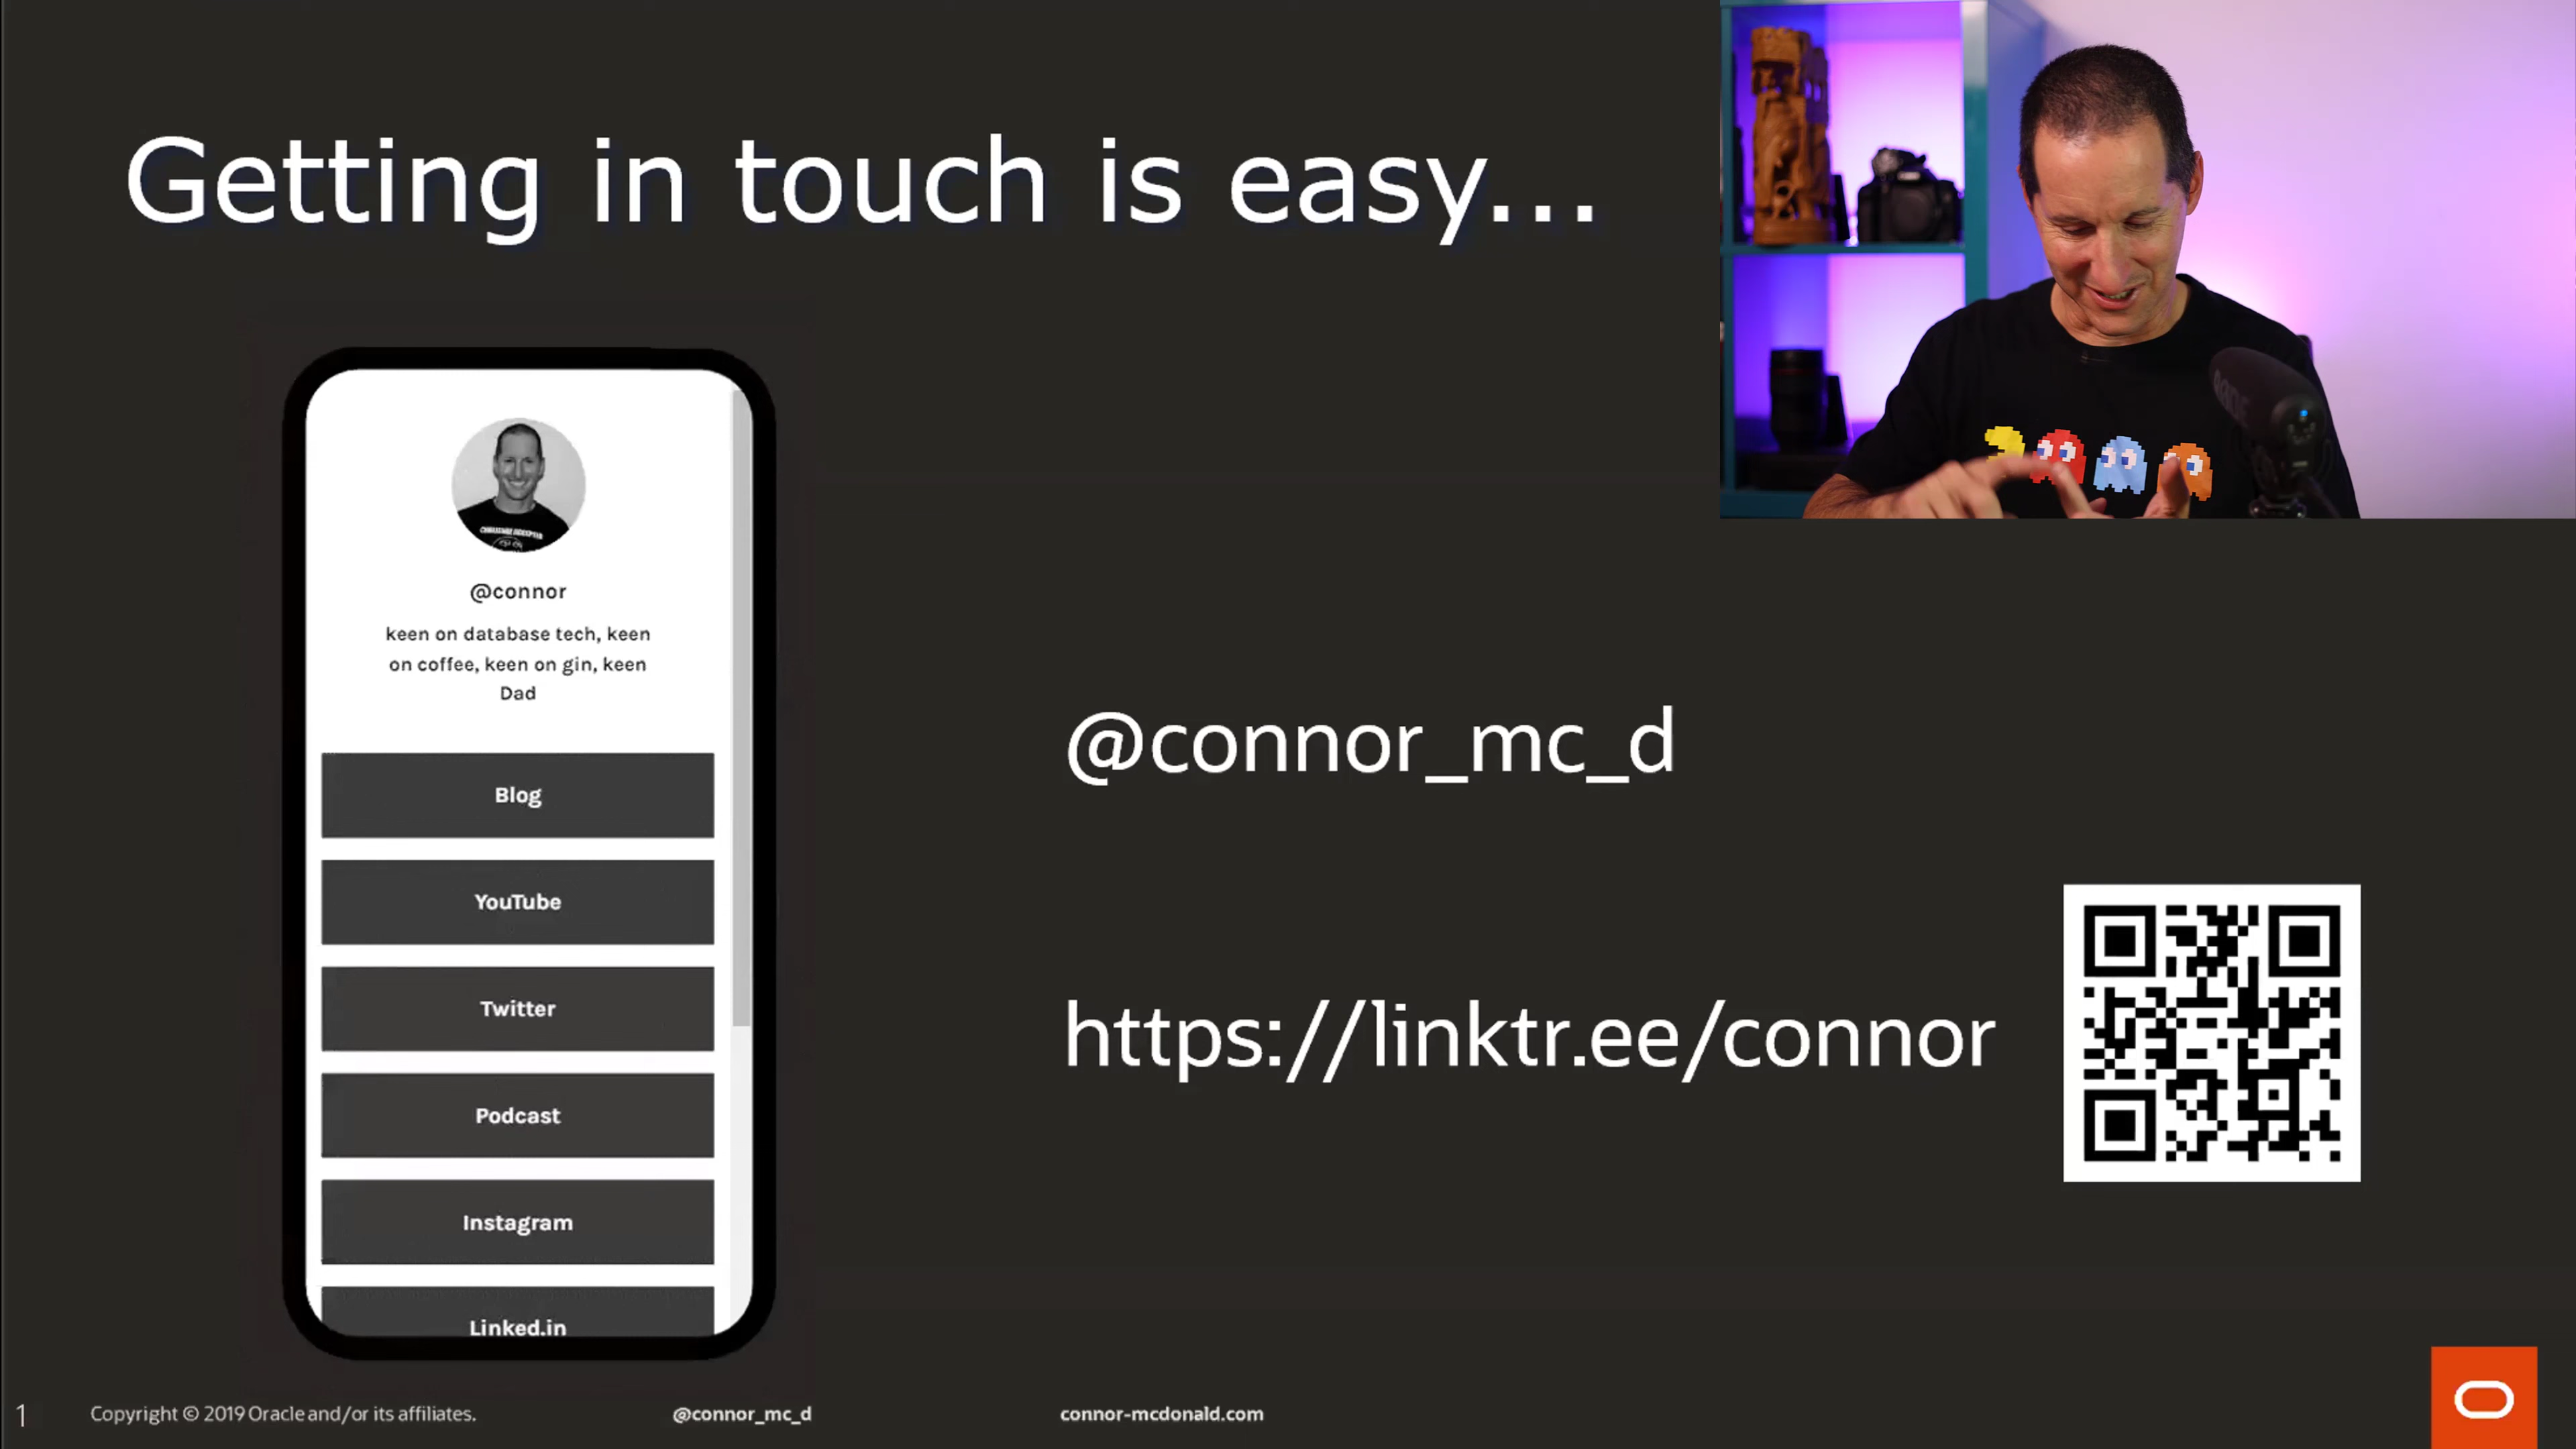 Getting in touch is easy...
@connor
keen on database tech, keen
on coffee, keen on gin, keen
Dad
Blog
YouTube
Twitter
Podcast
Instagram
Linked.in
@connor_mc_d
https://linktr.ee/connor
1
Copyright © 2019 Oracle and/or its affiliates.
@connor_mc_d
connor-mcdonald.com